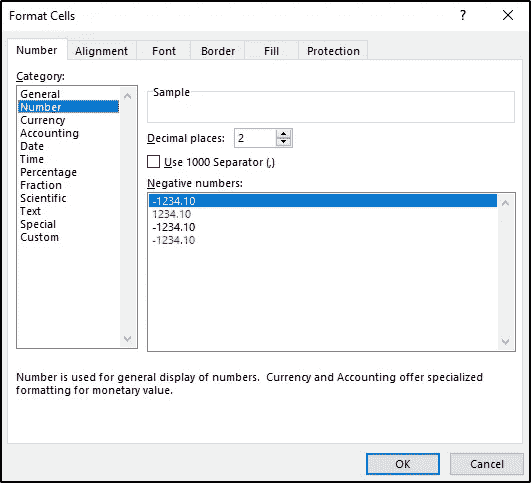 Format Cells
?
Number Alignment Font Border Fill Protection
Category:
General
Number
Currency
Accounting
Date
Time
Percentage
Fraction
Scientific
Text
Special
Custom
Sample
Decimal places: 2
Use 1000 Separator (,)
Negative numbers:
-1234.10
1234.10
-1234.10
-1234.10
Number is used for general display of numbers. Currency and Accounting offer specialized
formatting for monetary value.
OK Cancel